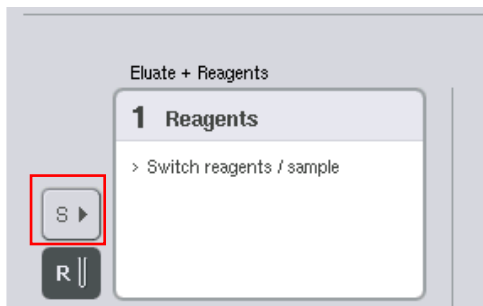 Eluate + Reagents
1 Reagents
> Switch reagents / sample
S
R